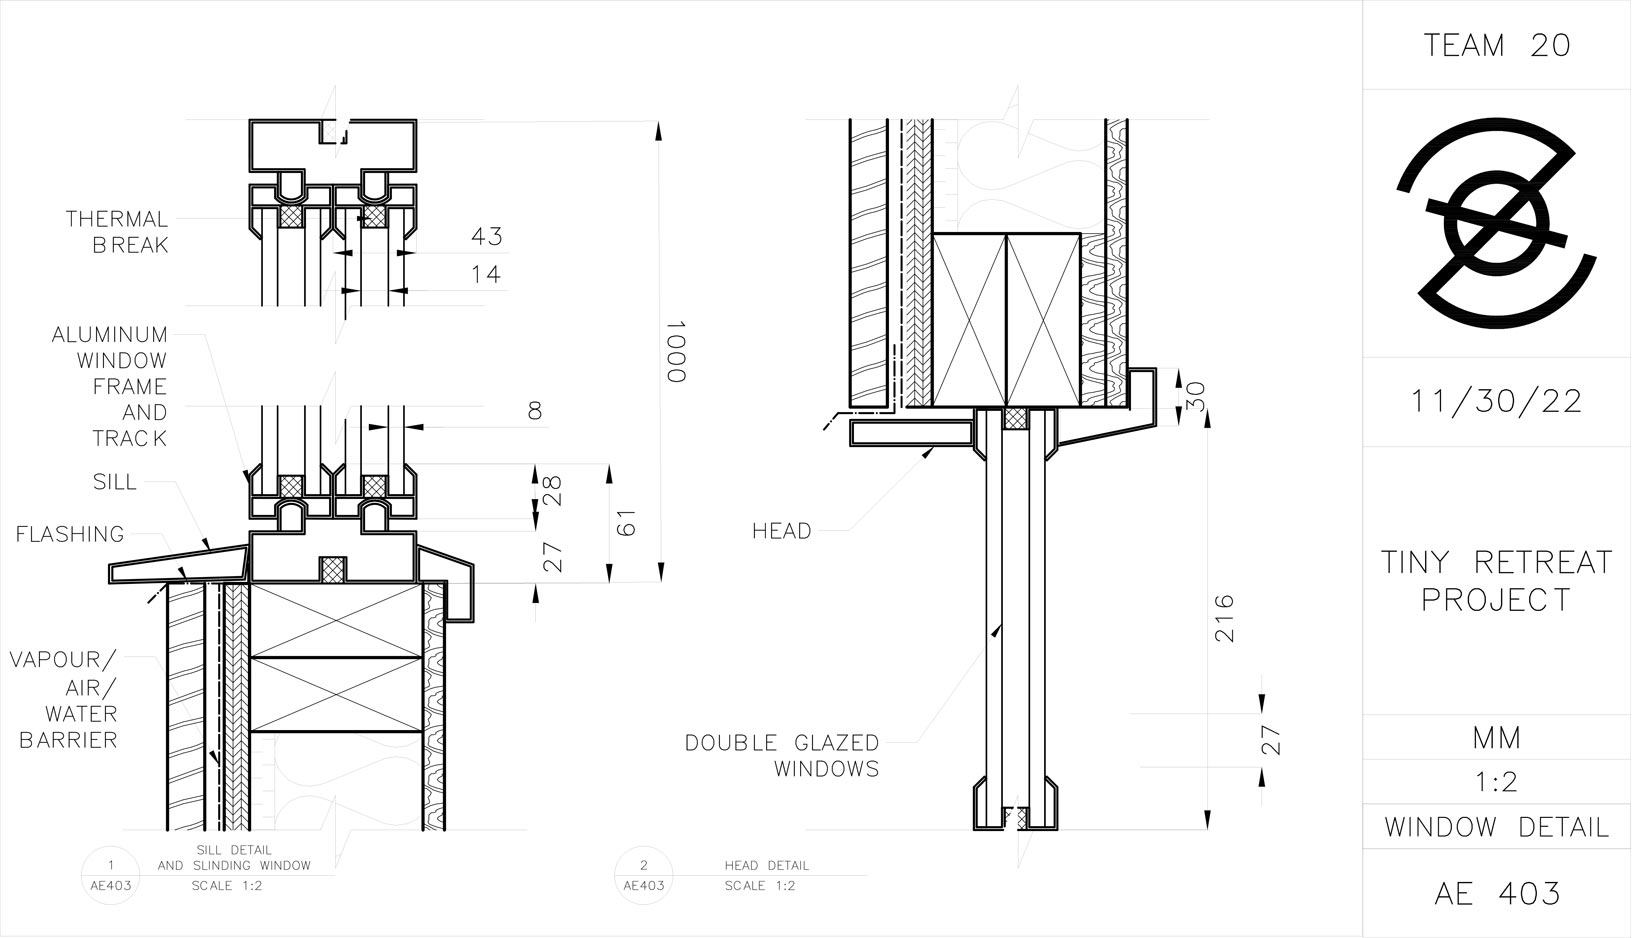 THERMAL
BREAK
43
14
1000
ALUMINUM
WINDOW
FRAME
AND
TRACK
8
SILL
28
61
FLASHING
27
VAPOUR/
AIR/
WATER
BARRIER
1
AE403
SILL DETAIL
AND SLINDING WINDOW
SCALE 1:2
30
HEAD
216
27
DOUBLE GLAZED
WINDOWS
2
AE403
HEAD DETAIL
SCALE 1:2
TEAM 20
11/30/22
TINY RETREAT
PROJECT
MM
1:2
WINDOW DETAIL
AE 403